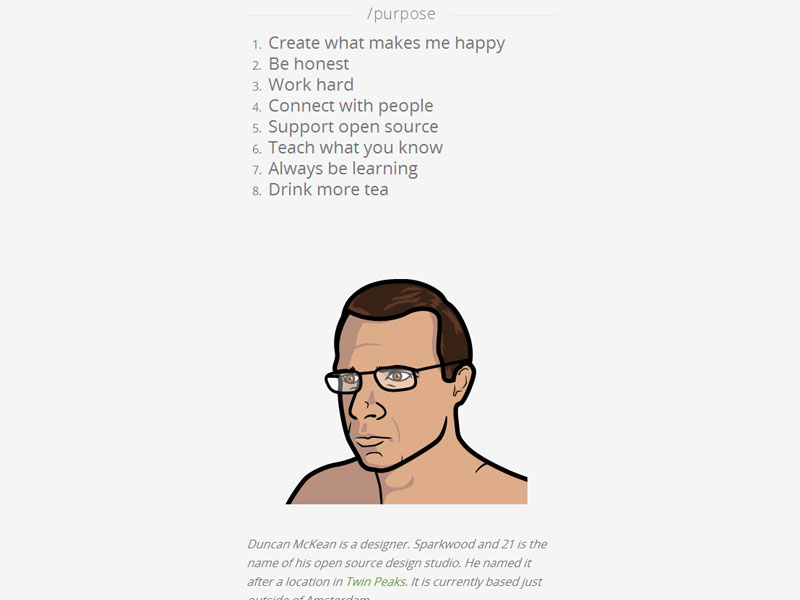 /purpose
1. Create what makes me happy
2. Be honest
3. Work hard
4. Connect with people
5. Support open source
6. Teach what you know
7. Always be learning
8. Drink more tea
Duncan McKean is a designer. Sparkwood and 21 is the
name of his open source design studio. He named it
after a location in Twin Peaks. It is currently based just
outside of Amsterdam